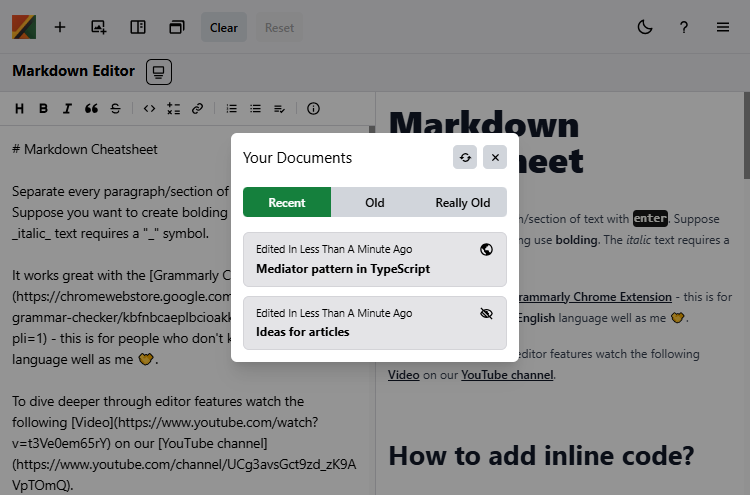 Clear
Reset
?
Markdown Editor
H B I
# Markdown Cheatsheet
Separate every paragraph/section of
Suppose you want to create bolding
_italic_ text requires a "_" symbol.
It works great with the [Grammarly C
(https://chromewebstore.google.com
grammar-checker/kbfnbcaeplbcioakk
pli=1) - this is for people who don't k
language well as me 🤝.
To dive deeper through editor features watch the
following [Video](https://www.youtube.com/watch?
v=t3Ve0em65rY) on our [YouTube channel]
(https://www.youtube.com/channel/UCg3avsGct9zd_zK9A
VpTOmQ).
Your Documents
Recent
Old
Really Old
Edited In Less Than A Minute Ago
Mediator pattern in TypeScript
Edited In Less Than A Minute Ago
Ideas for articles
Markdown
heet
/section of text with enter. Suppose
ng use bolding. The italic text requires a
rammarly Chrome Extension - this is for
English language well as me 🤝.
editor features watch the following
Video on our YouTube channel.
How to add inline code?